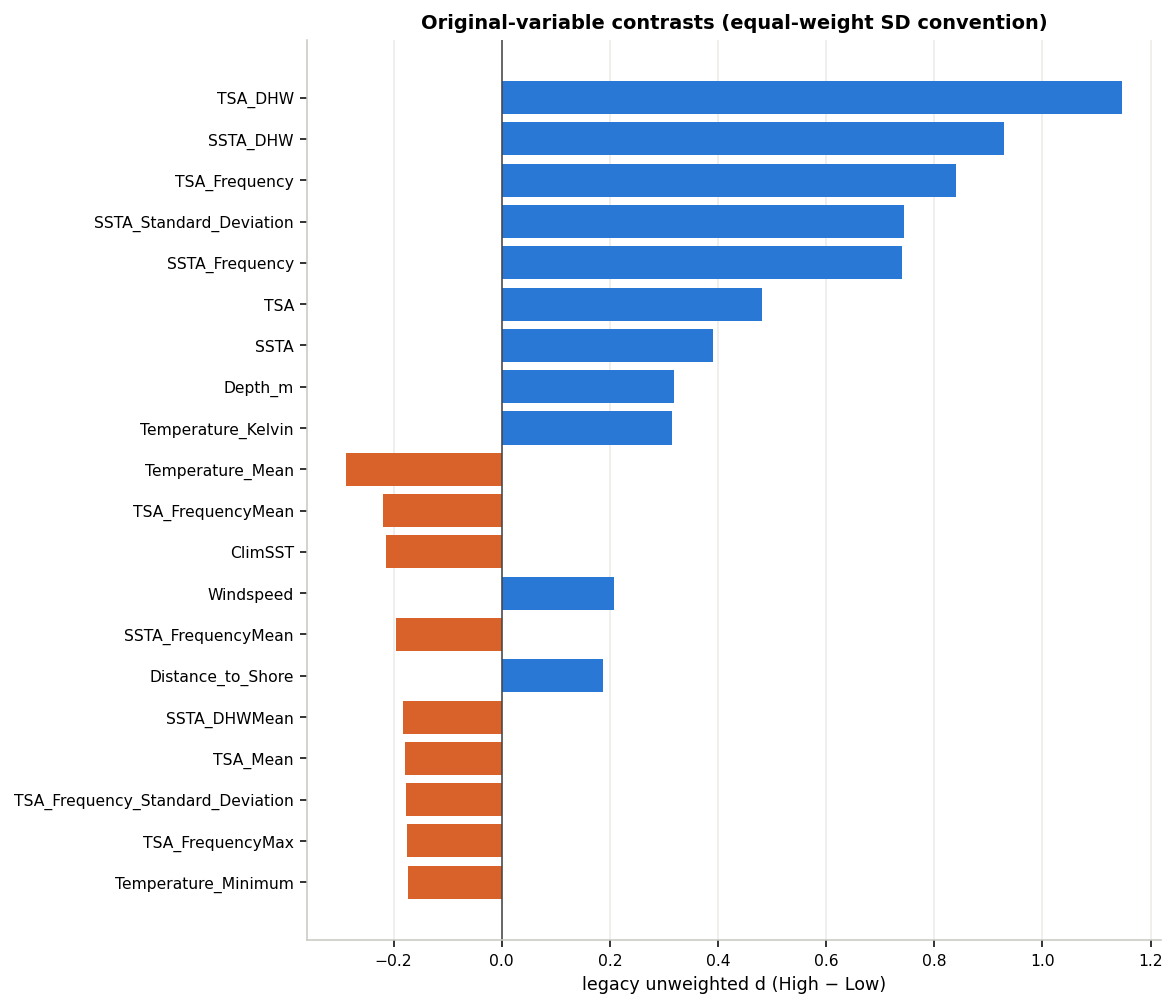 Original-variable contrasts (equal-weight SD convention)
TSA_DHW
SSTA_DHW
TSA_Frequency
SSTA_Standard_Deviation
SSTA_Frequency
TSA
SSTA
Depth_m
Temperature_Kelvin
Temperature_Mean
TSA_FrequencyMean
ClimSST
Windspeed
SSTA_FrequencyMean
Distance_to_Shore
SSTA_DHWMean
TSA_Mean
TSA_Frequency_Standard_Deviation
TSA_FrequencyMax
Temperature_Minimum
−0.2 0.0 0.2 0.4 0.6 0.8 1.0 1.2
legacy unweighted d (High − Low)